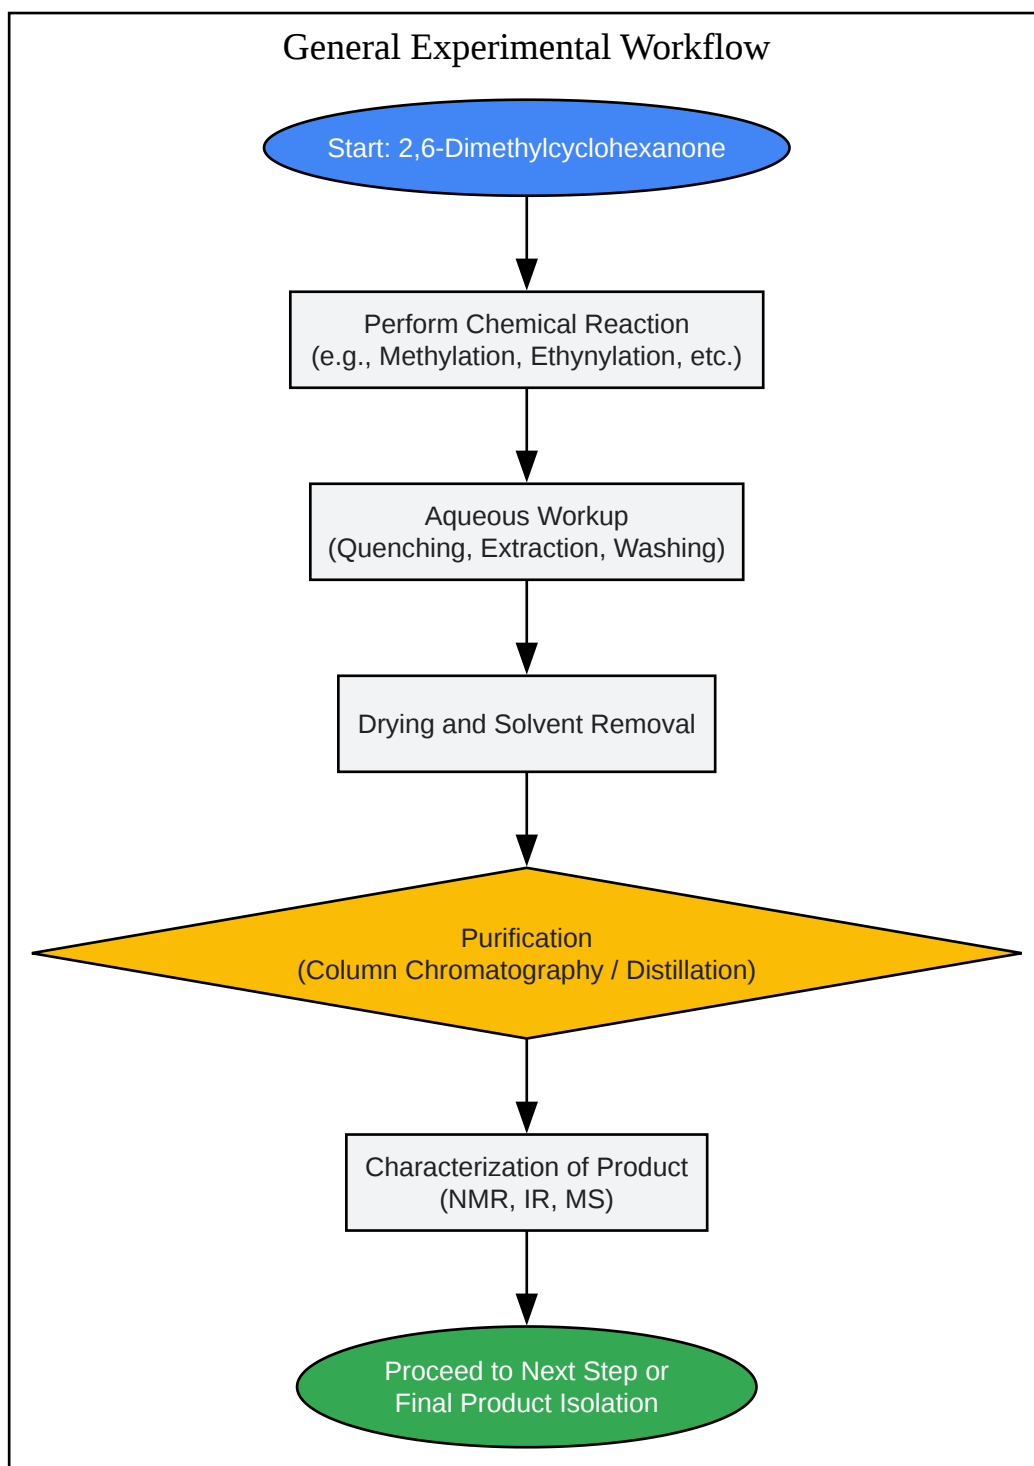 General Experimental Workflow
Start: 2,6-Dimethylcyclohexanone
Perform Chemical Reaction
(e.g., Methylation, Ethynylation, etc.)
Aqueous Workup
(Quenching, Extraction, Washing)
Drying and Solvent Removal
Purification
(Column Chromatography / Distillation)
Characterization of Product
(NMR, IR, MS)
Proceed to Next Step or
Final Product Isolation